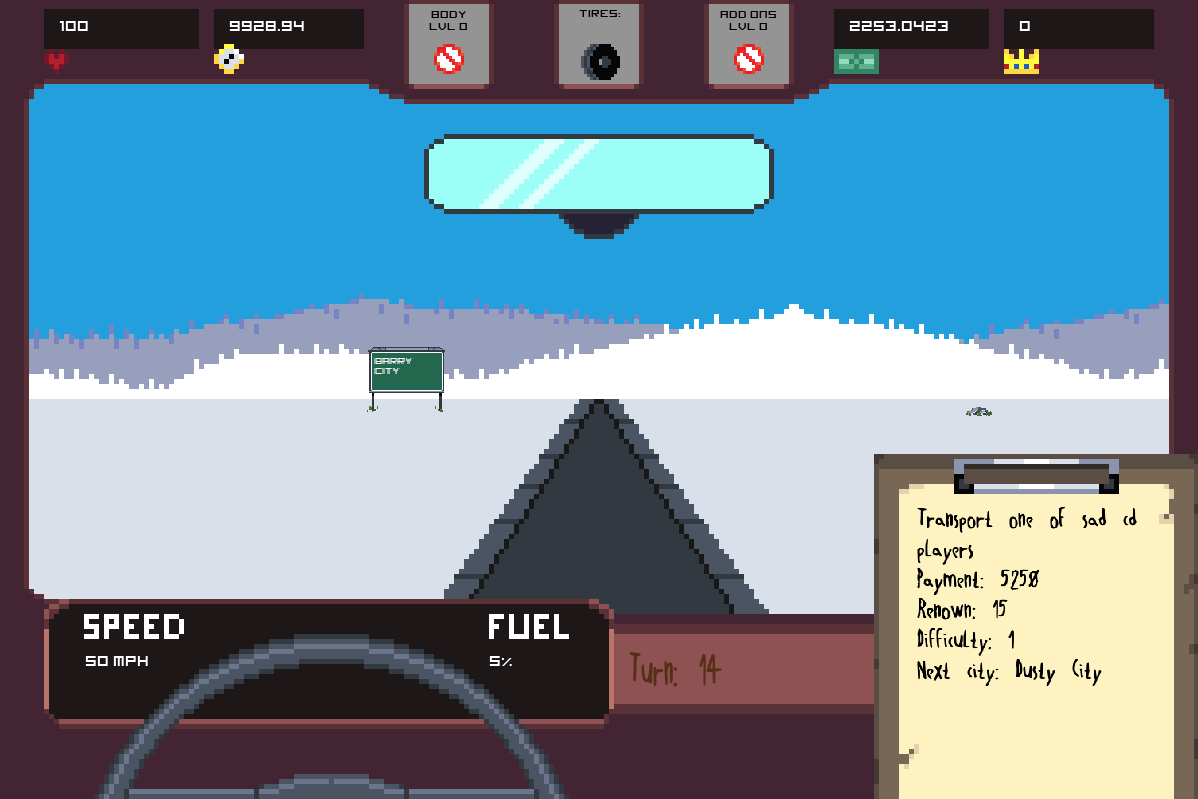 100
9928.94
BODY
LVL 0
TIRES:
ADD ONS
LVL 0
2253.0423
0
BARRY
CITY
SPEED
50 MPH
FUEL
5%
Turn: 14
Transport one of sad cd
players
Payment: 5250
Renown: 15
Difficulty: 1
Next city: Dusty City